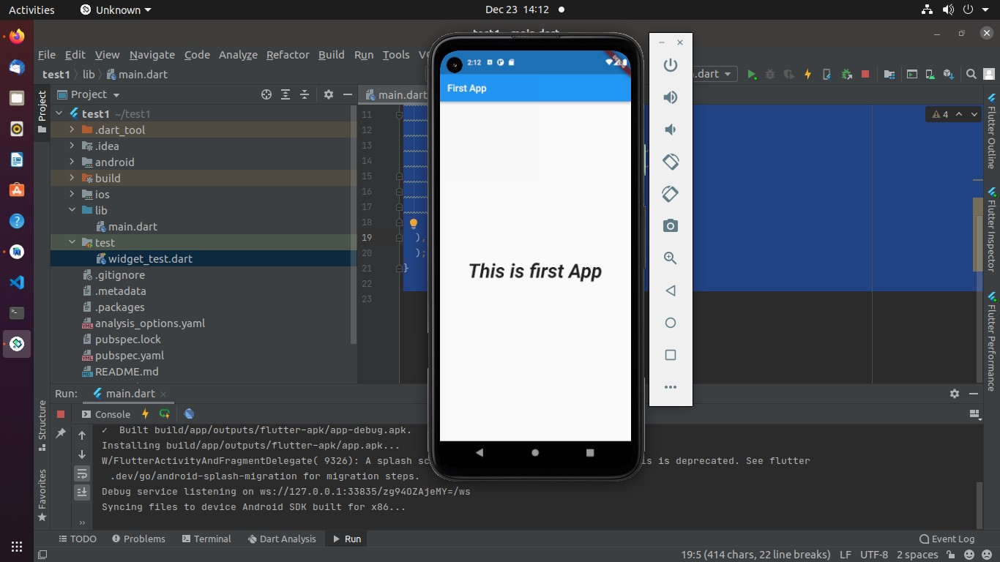 Activities
Unknown
Dec 23 14:12
File Edit View Navigate Code Analyze Refactor Build Run Tools
test1 lib main.dart
.dart
Project
main.dart
test1 ~/test1
.dart_tool
.idea
android
build
ios
lib
main.dart
test
widget_test.dart
.gitignore
.metadata
.packages
analysis_options.yaml
pubspec.lock
pubspec.yaml
README.md
Project
Structure
Favorites
11
12
13
14
15
16
17
18
19 ),
20 );
21 }
22
23
4
2:12
First App
This is first App
Flutter Outline
Flutter Inspector
Flutter Performance
Run: main.dart
Console
✓ Built build/app/outputs/flutter-apk/app-debug.apk.
Installing build/app/outputs/flutter-apk/app.apk...
W/FlutterActivityAndFragmentDelegate( 9326): A splash is is deprecated. See flutter
.dev/go/android-splash-migration for migration steps.
Debug service listening on ws://127.0.0.1:33835/zg94OZAjeMY=/ws
Syncing files to device Android SDK built for x86...
TODO Problems Terminal Dart Analysis Run Event Log
19:5 (414 chars, 22 line breaks) LF UTF-8 2 spaces